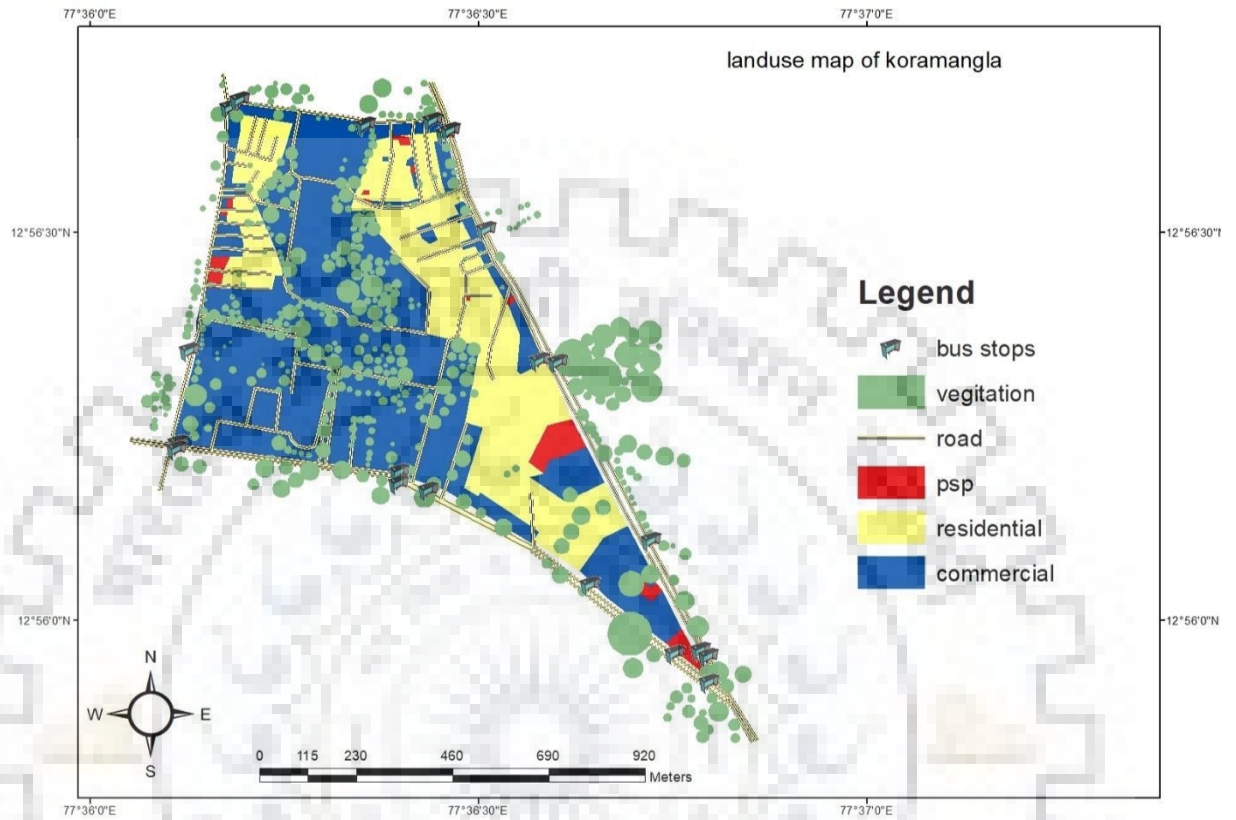 77°36'0"E 77°36'30"E 77°37'0"E
landuse map of koramangla
12°56'30"N 12°56'30"N
Legend
bus stops
vegitation
road
psp
residential
commercial
12°56'0"N 12°56'0"N
N
W E
S
0 115 230 460 690 920
Meters
77°36'0"E 77°36'30"E 77°37'0"E